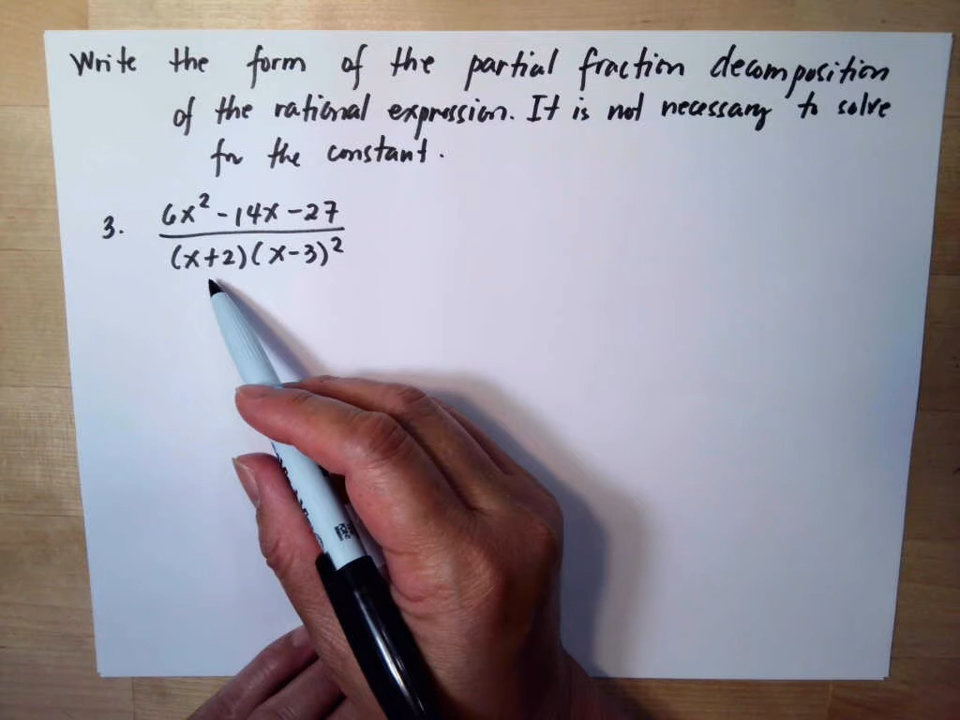 Write the form of the partial fraction decomposition
of the rational expression. It is not necessary to solve
for the constant.
3. 6x² -14x -27
(x+2)(x-3)²